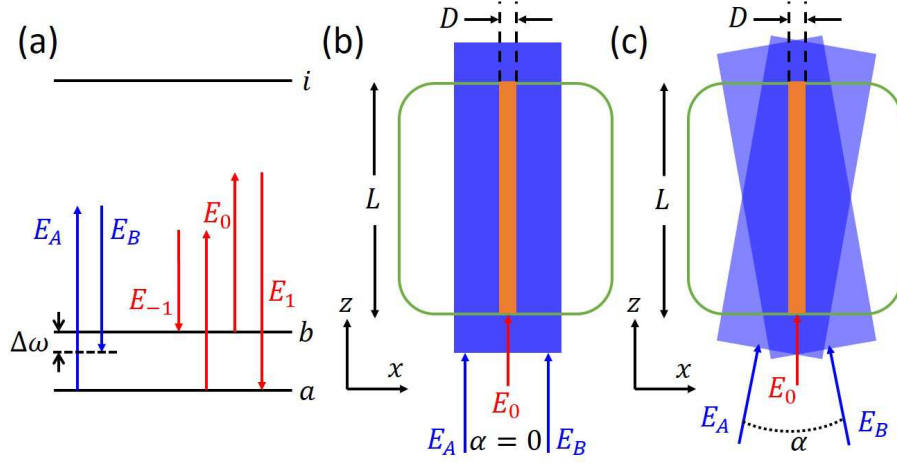 (a)
i
E_A
E_B
E_{-1}
E_0
E_1
Δω
b
a
(b)
D
L
z
x
E_0
E_A
α = 0
E_B
(c)
D
L
z
x
E_0
E_A
α
E_B